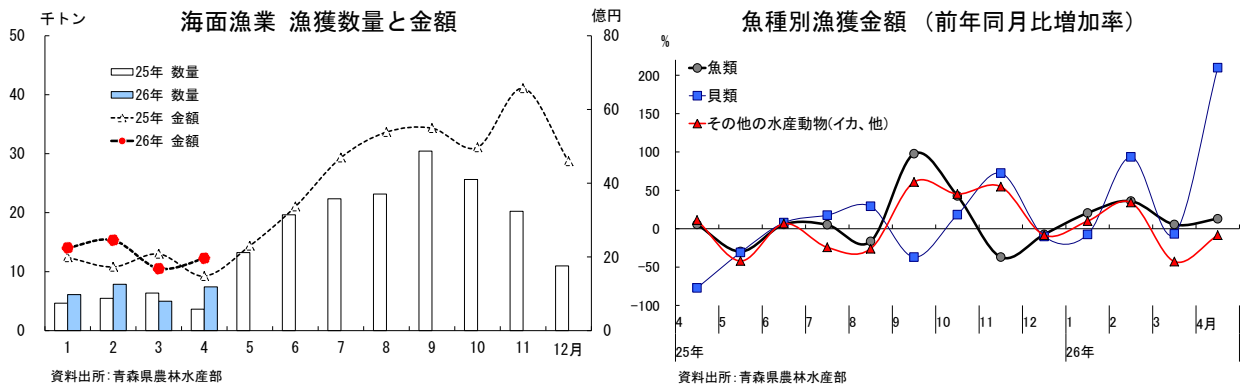 海面漁業 漁獲数量と金額
千トン
億円
50
40
30
20
10
0
80
60
40
20
0
25年 数量
26年 数量
25年 金額
26年 金額
1 2 3 4 5 6 7 8 9 10 11 12月
資料出所:青森県農林水産部
魚種別漁獲金額 (前年同月比増加率)
%
200
150
100
50
0
-50
-100
魚類
貝類
その他の水産動物(イカ、他)
4 5 6 7 8 9 10 11 12 1 2 3 4月
25年 26年
資料出所:青森県農林水産部